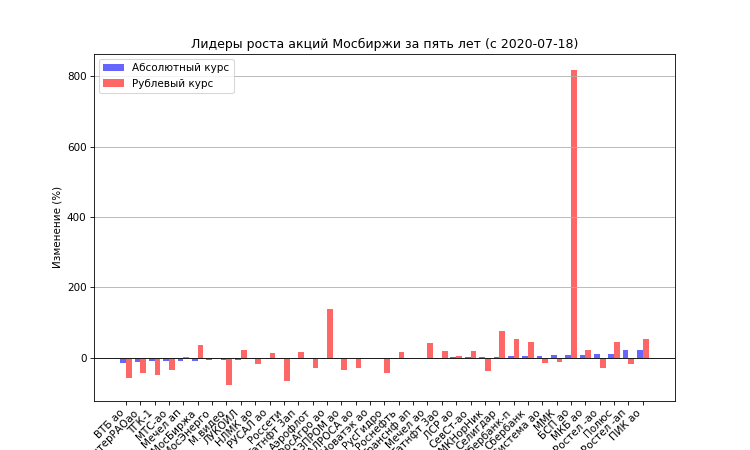 Лидеры роста акций Мосбиржи за пять лет (с 2020-07-18)
Абсолютный курс
Рублевый курс
Изменение (%)
800
600
400
200
0
ВТБ ао
ТГК-1
МТС-ао
Мечел ап
МосБиржа
М.видео
ЛУКОЙЛ
НЛМК ао
РУСАЛ ао
Россети
Аэрофлот
РусГидро
Роснефть
Мечел ао
ЛСР ао
СевСт-ао
Селигдар
Сбербанк
ММК
БСП ао
МКБ ао
Ростел -ао
Полюс
Ростел -ап
ПИК ао